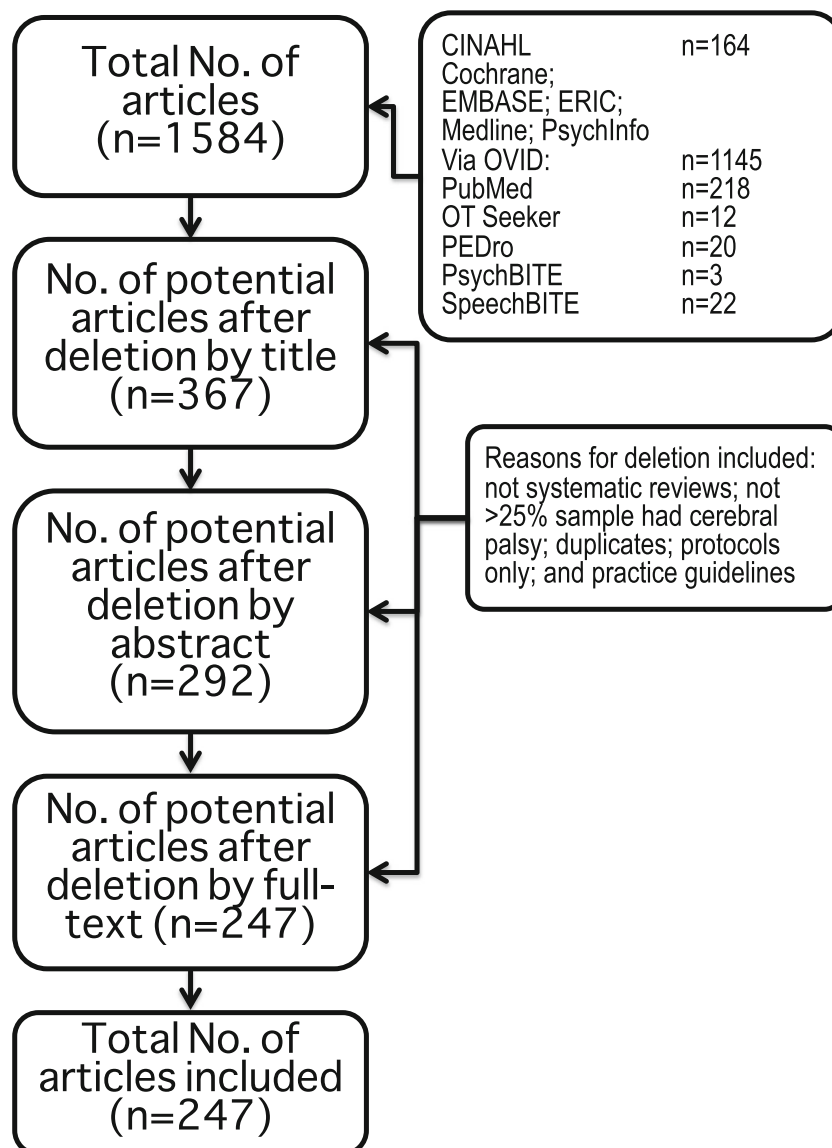 Total No. of
articles
(n=1584)
CINAHL n=164
Cochrane;
EMBASE; ERIC;
Medline; PsychInfo
Via OVID: n=1145
PubMed n=218
OT Seeker n=12
PEDro n=20
PsychBITE n=3
SpeechBITE n=22
No. of potential
articles after
deletion by title
(n=367)
Reasons for deletion included:
not systematic reviews; not
>25% sample had cerebral
palsy; duplicates; protocols
only; and practice guidelines
No. of potential
articles after
deletion by
abstract
(n=292)
No. of potential
articles after
deletion by full-
text (n=247)
Total No. of
articles included
(n=247)